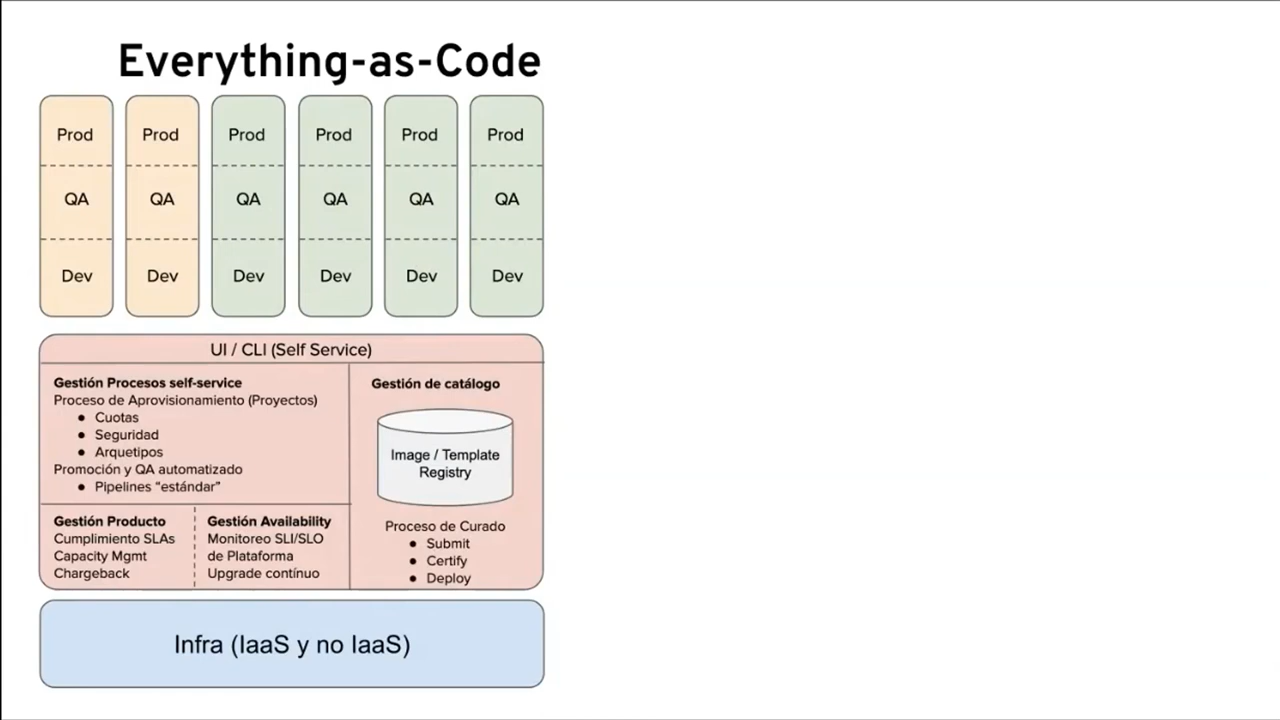 Everything-as-Code
Prod Prod Prod Prod Prod Prod
QA QA QA QA QA QA
Dev Dev Dev Dev Dev Dev
UI / CLI (Self Service)
Gestión Procesos self-service
Proceso de Aprovisionamiento (Proyectos)
● Cuotas
● Seguridad
● Arquetipos
Promoción y QA automatizado
● Pipelines “estándar”
Gestión Producto
Cumplimiento SLAs
Capacity Mgmt
Chargeback
Gestión Availability
Monitoreo SLI/SLO
de Plataforma
Upgrade contínuo
Gestión de catálogo
Image / Template
Registry
Proceso de Curado
● Submit
● Certify
● Deploy
Infra (IaaS y no IaaS)